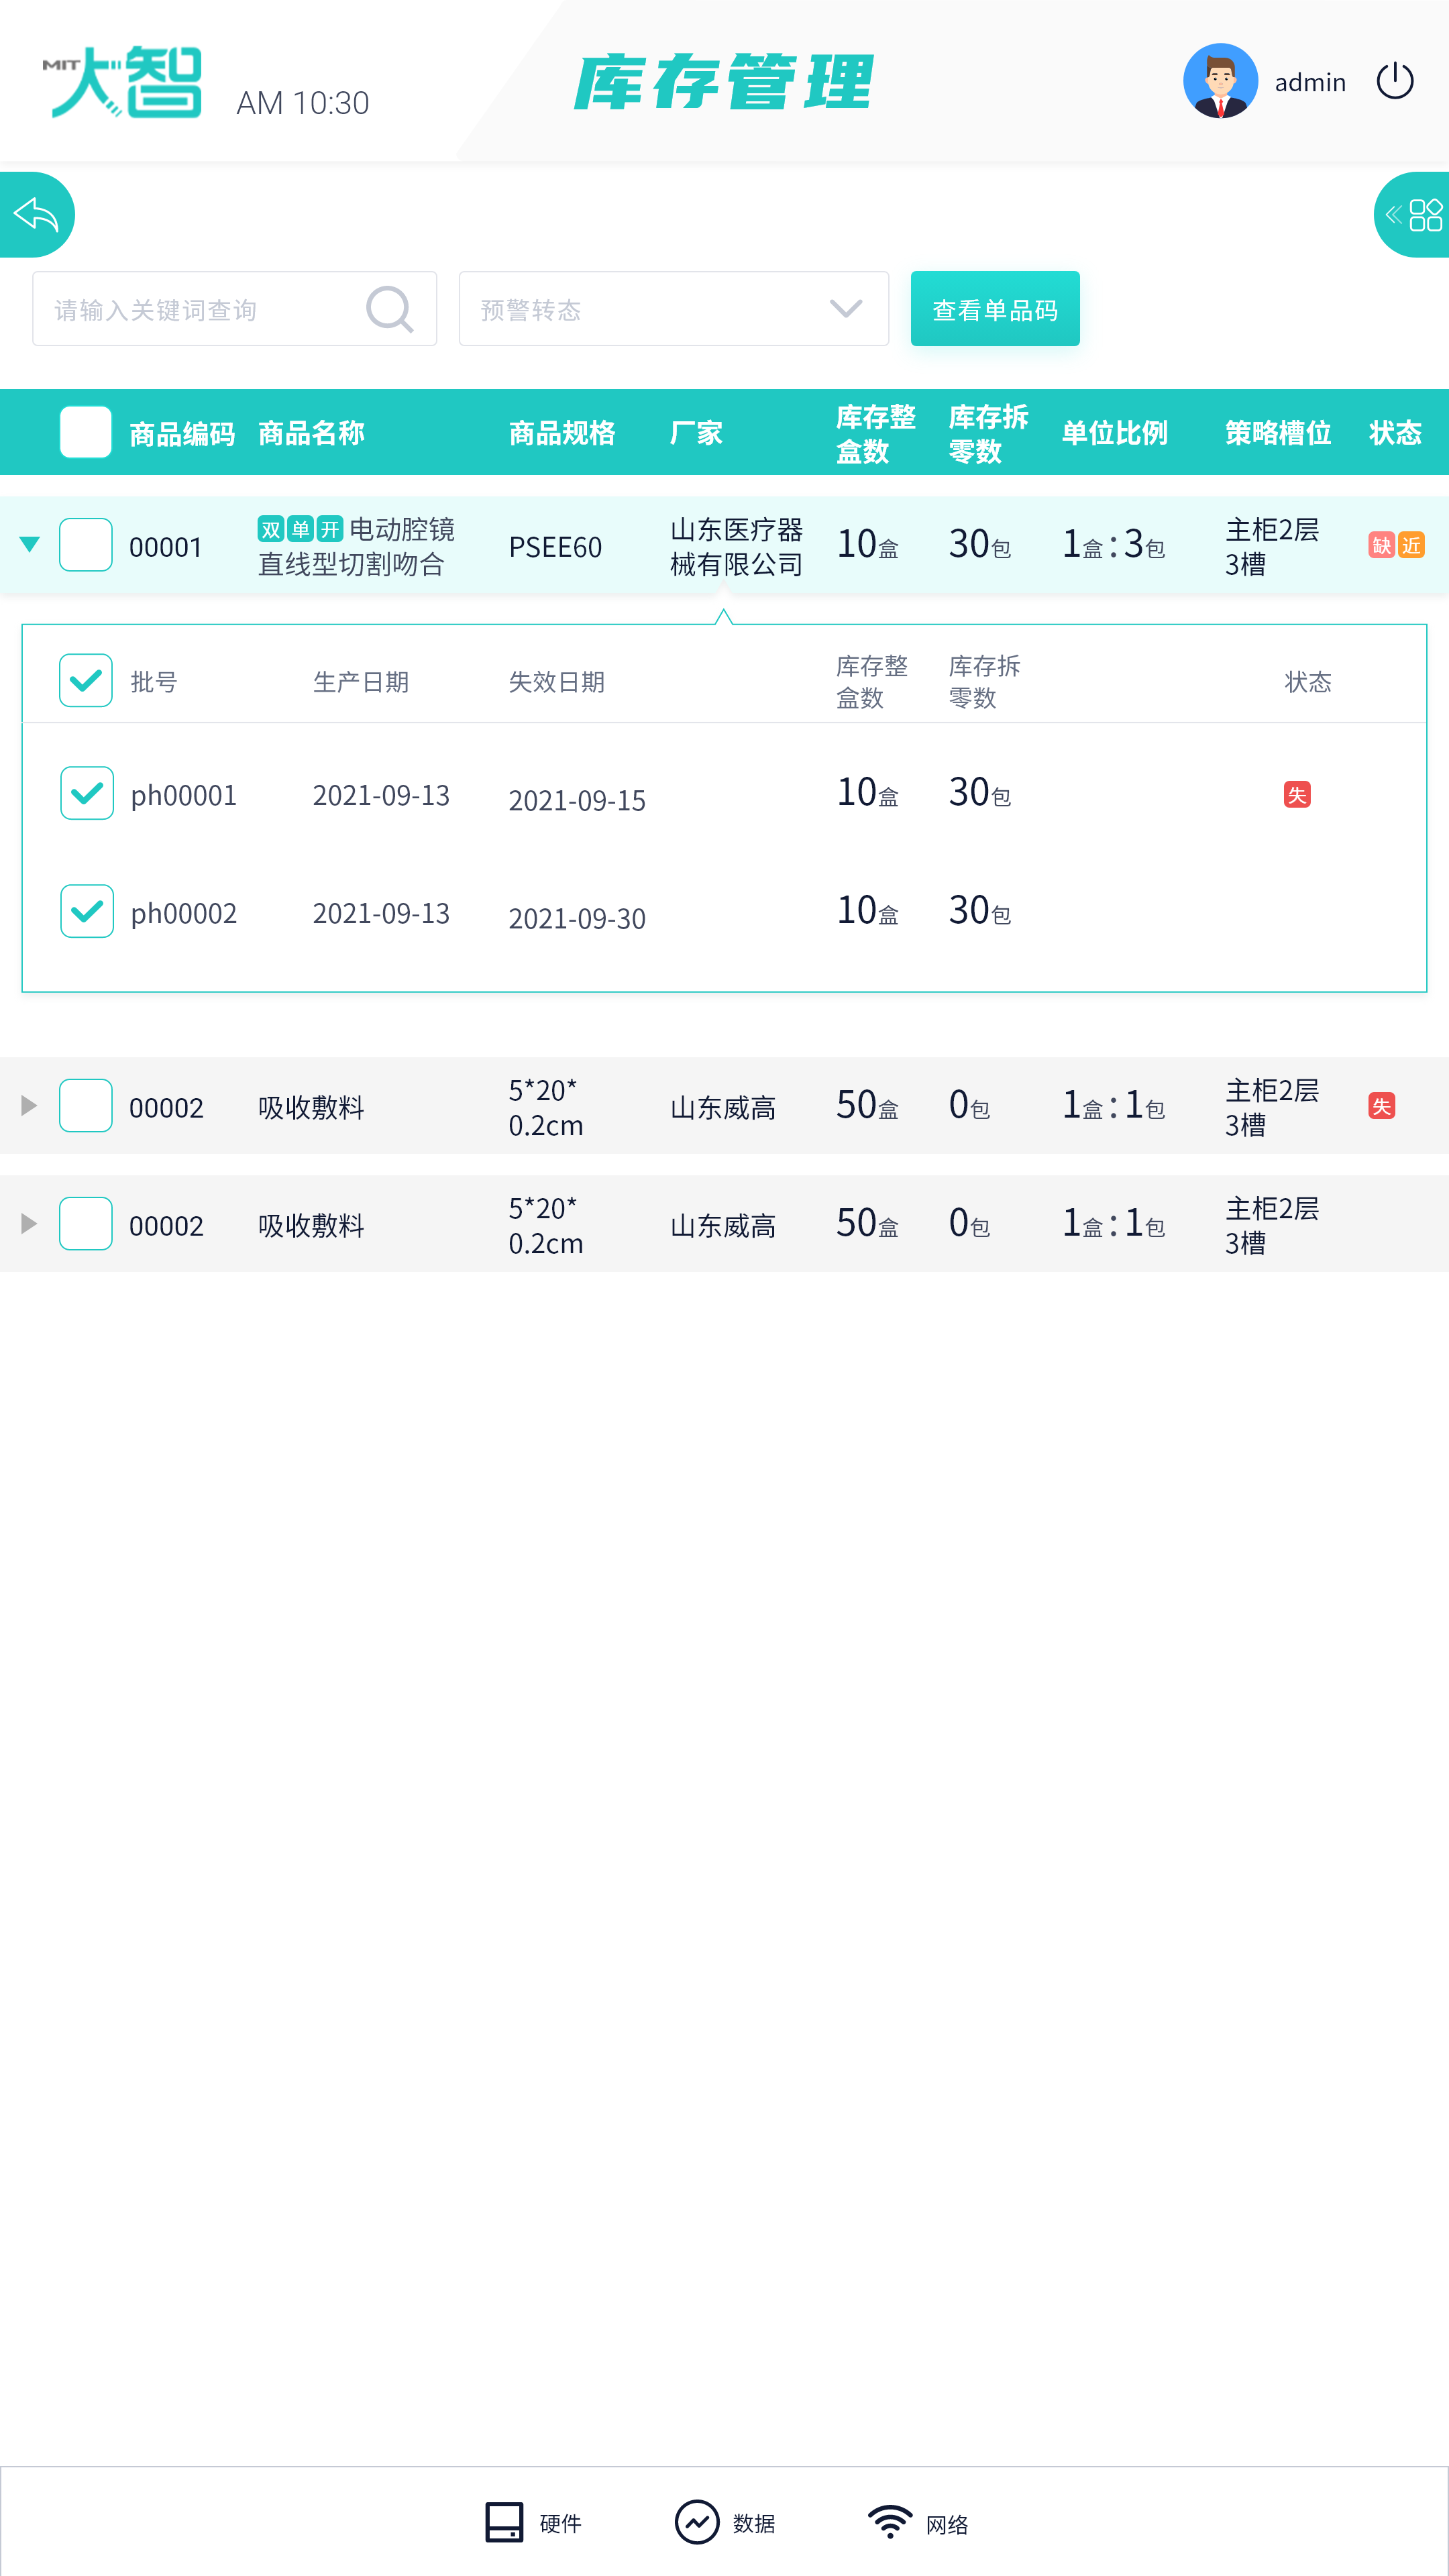 MIT大智
AM 10:30
库存管理
admin
请输入关键词查询
预警转态
查看单品码
商品编码 商品名称 商品规格 厂家 库存整 库存拆 单位比例 策略槽位 状态
盒数 零数
00001 双 单 开 电动腔镜 PSEE60 山东医疗器 10盒 30包 1盒:3包 主柜2层 缺 近
直线型切割吻合 械有限公司 3槽
批号 生产日期 失效日期 库存整 库存拆 状态
盒数 零数
ph00001 2021-09-13 2021-09-15 10盒 30包 失
ph00002 2021-09-13 2021-09-30 10盒 30包
00002 吸收敷料 5*20* 山东威高 50盒 0包 1盒:1包 主柜2层 失
0.2cm 3槽
00002 吸收敷料 5*20* 山东威高 50盒 0包 1盒:1包 主柜2层
0.2cm 3槽
硬件 数据 网络